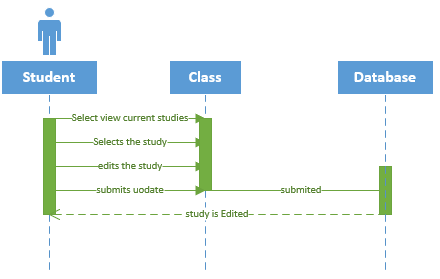 Student
Class
Database
Select view current studies
Selects the study
edits the study
submits uodate
submited
study is Edited